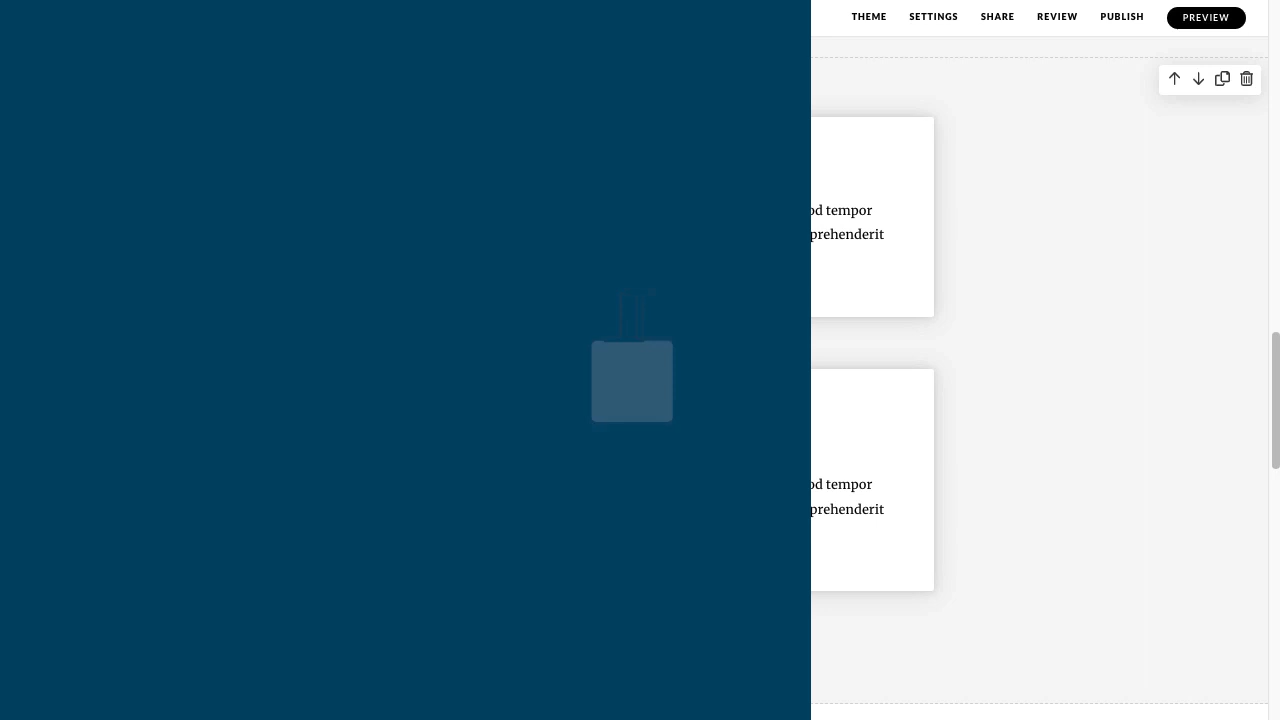 THEME SETTINGS SHARE REVIEW PUBLISH PREVIEW
od tempor
prehenderit
od tempor
prehenderit